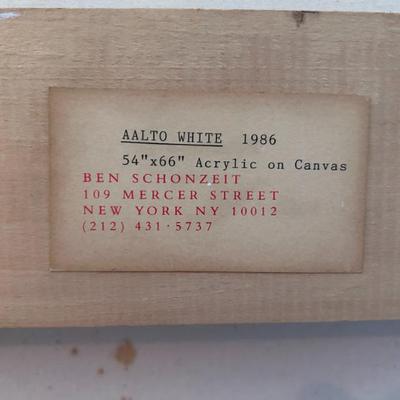 AALTO WHITE 1986
54"x66" Acrylic on Canvas
BEN SCHONZEIT
109 MERCER STREET
NEW YORK NY 10012
(212) 431·5737